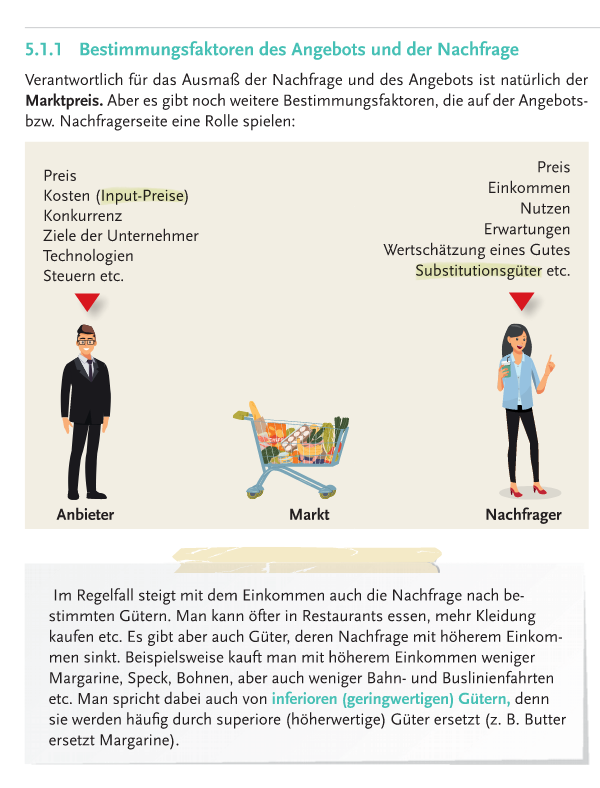 5.1.1 Bestimmungsfaktoren des Angebots und der Nachfrage
Verantwortlich für das Ausmaß der Nachfrage und des Angebots ist natürlich der
Marktpreis. Aber es gibt noch weitere Bestimmungsfaktoren, die auf der Angebots-
bzw. Nachfragerseite eine Rolle spielen:
Preis
Kosten (Input-Preise)
Konkurrenz
Ziele der Unternehmer
Technologien
Steuern etc.
Preis
Einkommen
Nutzen
Erwartungen
Wertschätzung eines Gutes
Substitutionsgüter etc.
Anbieter
Markt
Nachfrager
Im Regelfall steigt mit dem Einkommen auch die Nachfrage nach be-
stimmten Gütern. Man kann öfter in Restaurants essen, mehr Kleidung
kaufen etc. Es gibt aber auch Güter, deren Nachfrage mit höherem Einkom-
men sinkt. Beispielsweise kauft man mit höherem Einkommen weniger
Margarine, Speck, Bohnen, aber auch weniger Bahn- und Buslinienfahrten
etc. Man spricht dabei auch von inferioren (geringwertigen) Gütern, denn
sie werden häufig durch superiore (höherwertige) Güter ersetzt (z. B. Butter
ersetzt Margarine).